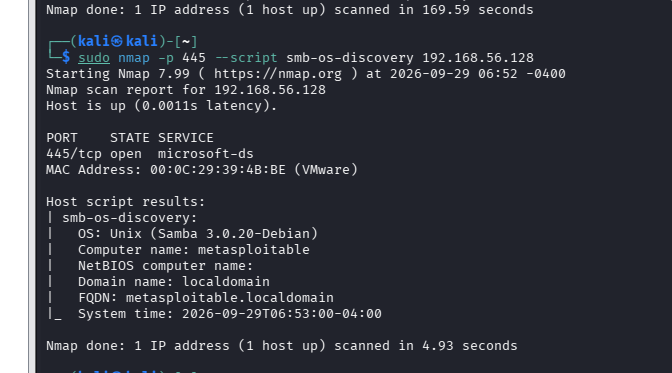 Nmap done: 1 IP address (1 host up) scanned in 169.59 seconds
┌──(kali㉿kali)-[~]
└─$ sudo nmap -p 445 --script smb-os-discovery 192.168.56.128
Starting Nmap 7.99 ( https://nmap.org ) at 2026-09-29 06:52 -0400
Nmap scan report for 192.168.56.128
Host is up (0.0011s latency).
PORT    STATE SERVICE
445/tcp open  microsoft-ds
MAC Address: 00:0C:29:39:4B:BE (VMware)
Host script results:
| smb-os-discovery:
|   OS: Unix (Samba 3.0.20-Debian)
|   Computer name: metasploitable
|   NetBIOS computer name:
|   Domain name: localdomain
|   FQDN: metasploitable.localdomain
|_  System time: 2026-09-29T06:53:00-04:00
Nmap done: 1 IP address (1 host up) scanned in 4.93 seconds